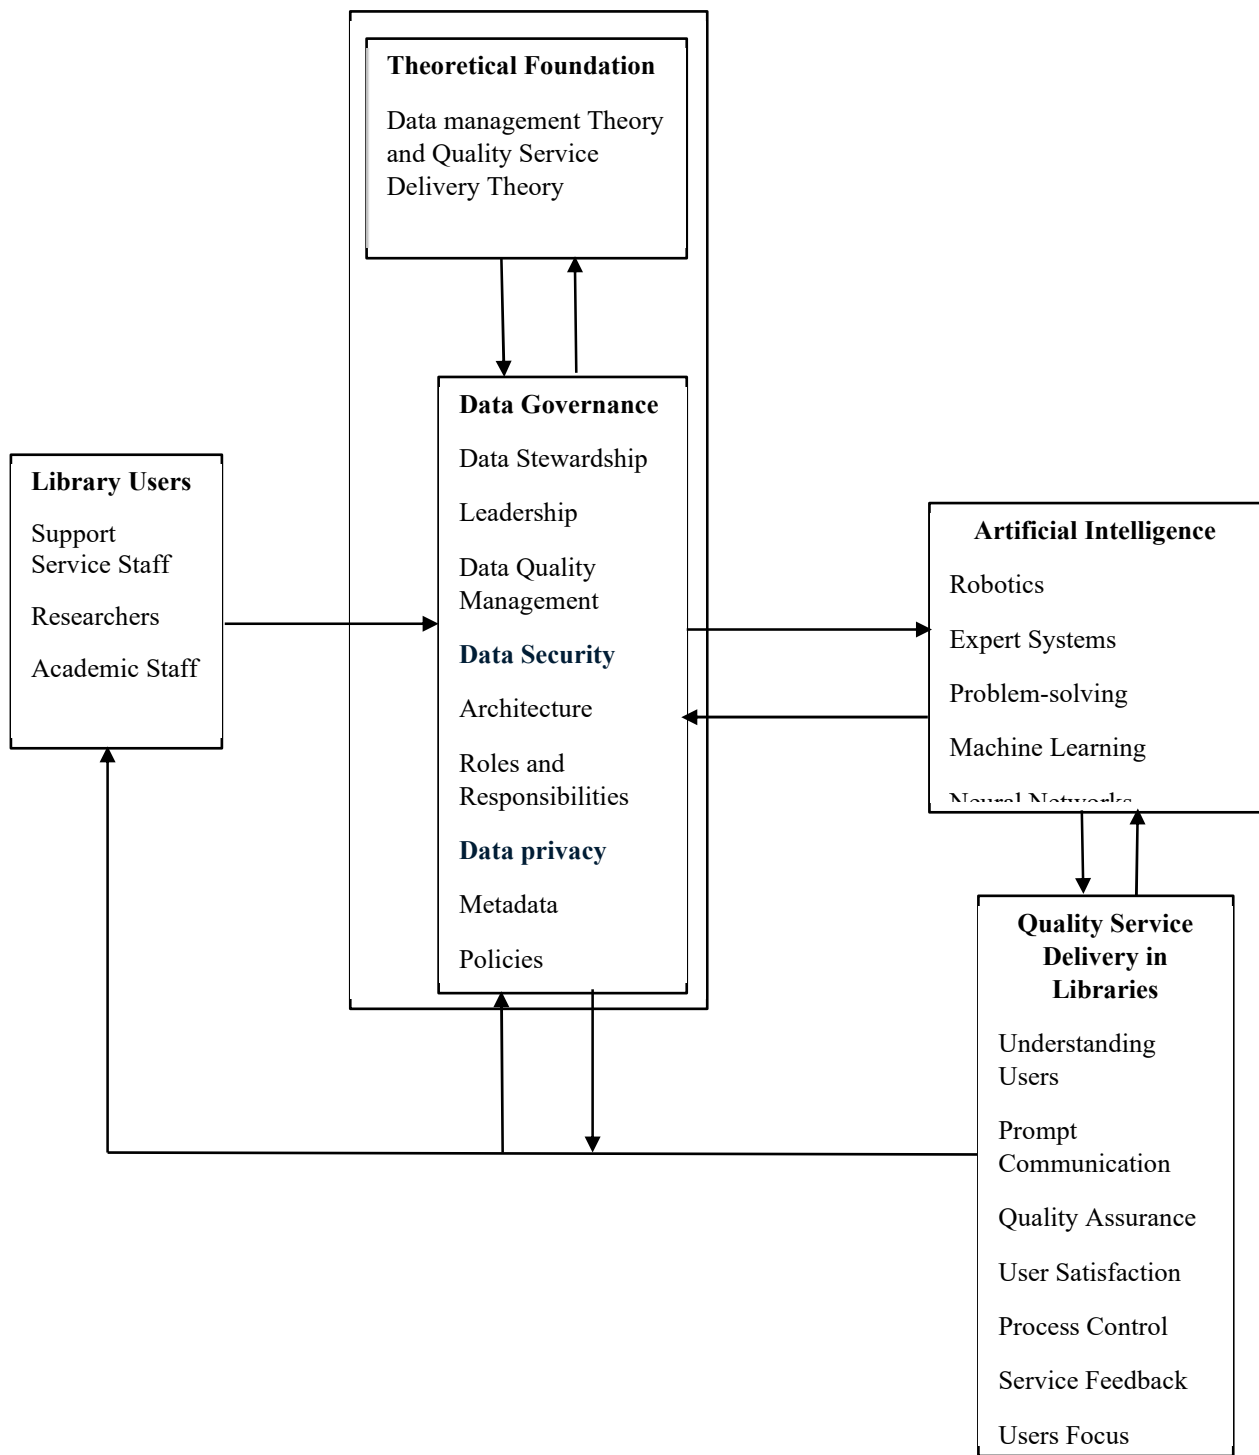 Theoretical Foundation
Data management Theory
and Quality Service
Delivery Theory
Data Governance
Data Stewardship
Leadership
Data Quality
Management
Data Security
Architecture
Roles and
Responsibilities
Data privacy
Metadata
Policies
Library Users
Support
Service Staff
Researchers
Academic Staff
Artificial Intelligence
Robotics
Expert Systems
Problem-solving
Machine Learning
Neural Networks
Quality Service
Delivery in
Libraries
Understanding
Users
Prompt
Communication
Quality Assurance
User Satisfaction
Process Control
Service Feedback
Users Focus